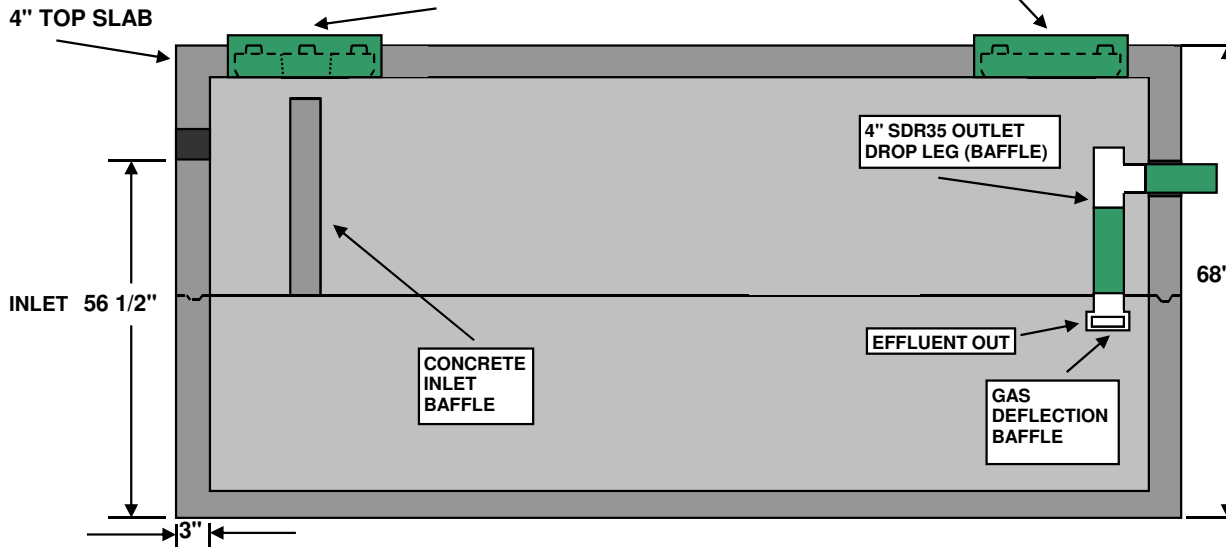 4" TOP SLAB
4" SDR35 OUTLET
DROP LEG (BAFFLE)
68"
INLET 56 1/2"
EFFLUENT OUT
CONCRETE
INLET
BAFFLE
GAS
DEFLECTION
BAFFLE
3"